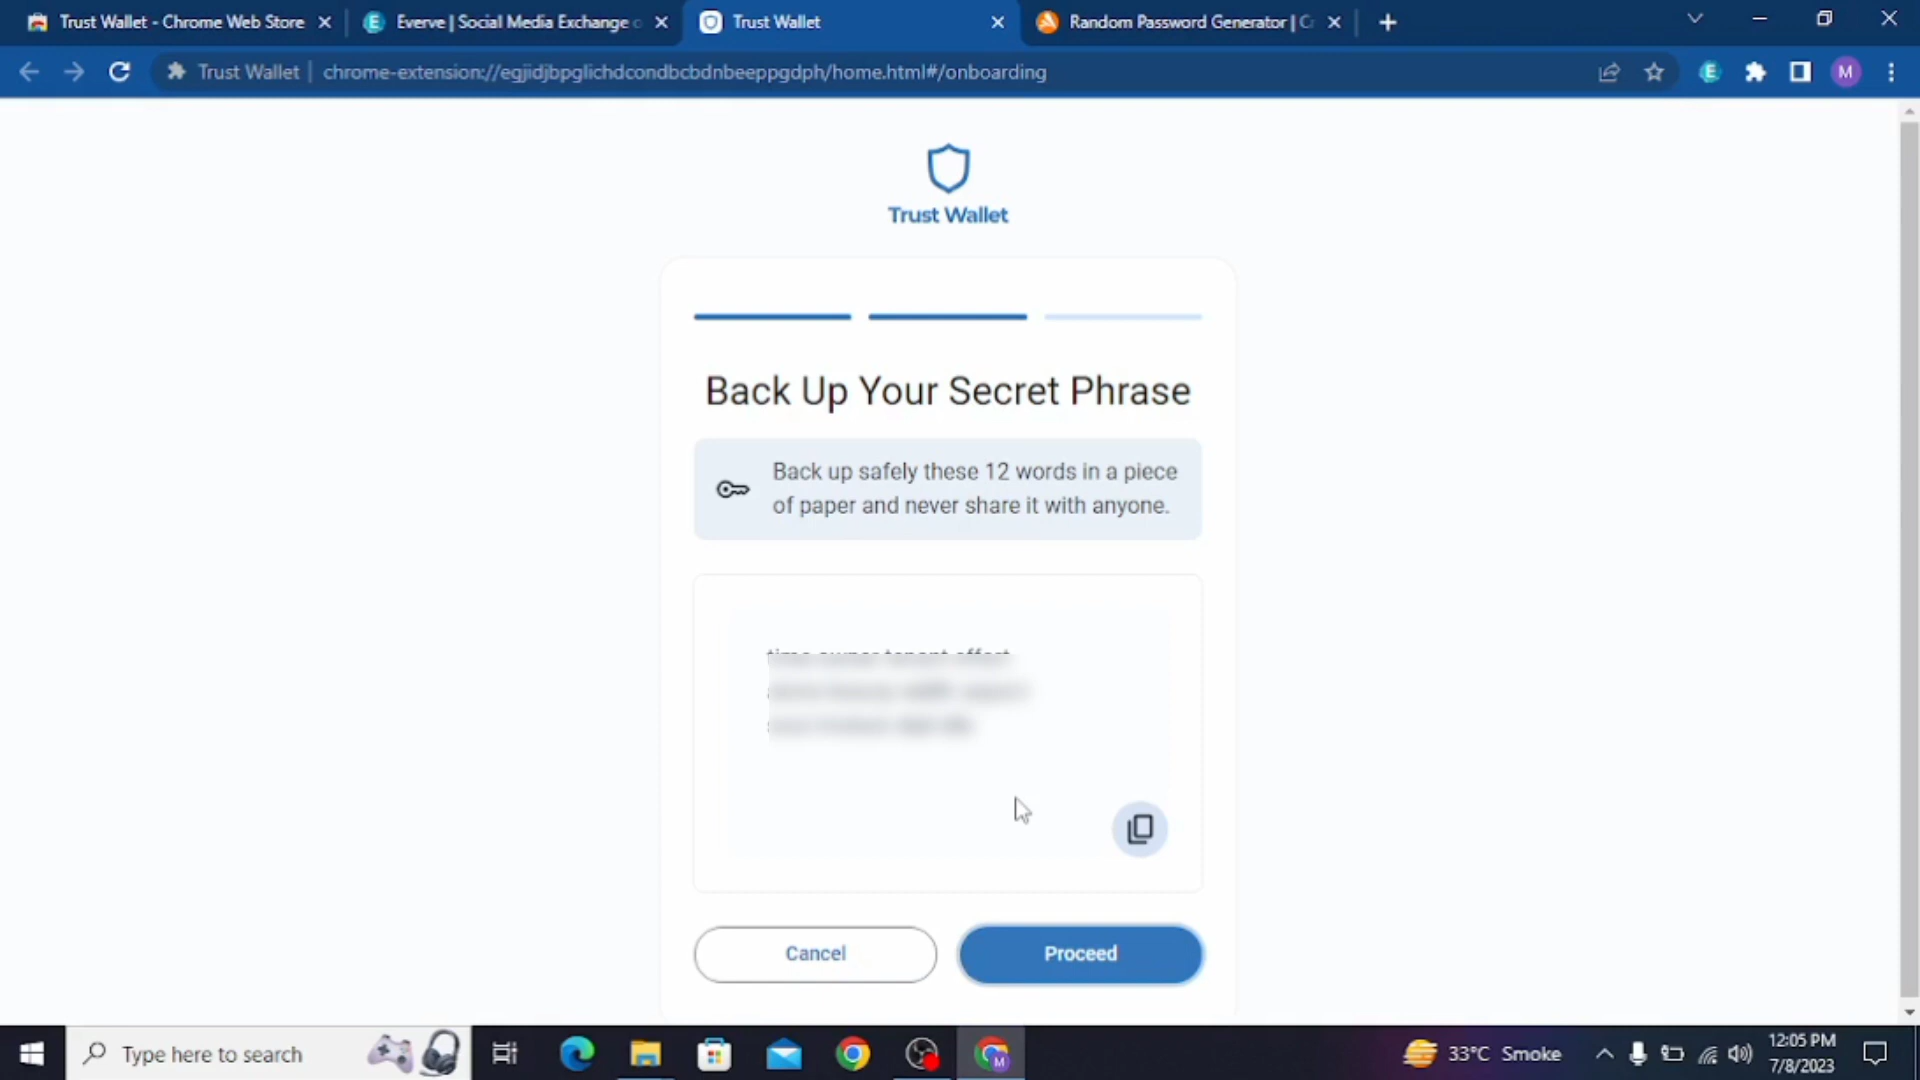 Trust Wallet - Chrome Web Store
Everve | Social Media Exchange
Trust Wallet
Random Password Generator |
Trust Wallet | chrome-extension://egjidjbpglichdcondbcbdnbeeppgdph/home.html#/onboarding
M
Trust Wallet
Back Up Your Secret Phrase
Back up safely these 12 words in a piece
of paper and never share it with anyone.
Cancel
Proceed
Type here to search
33°C Smoke
12:05 PM
7/8/2023